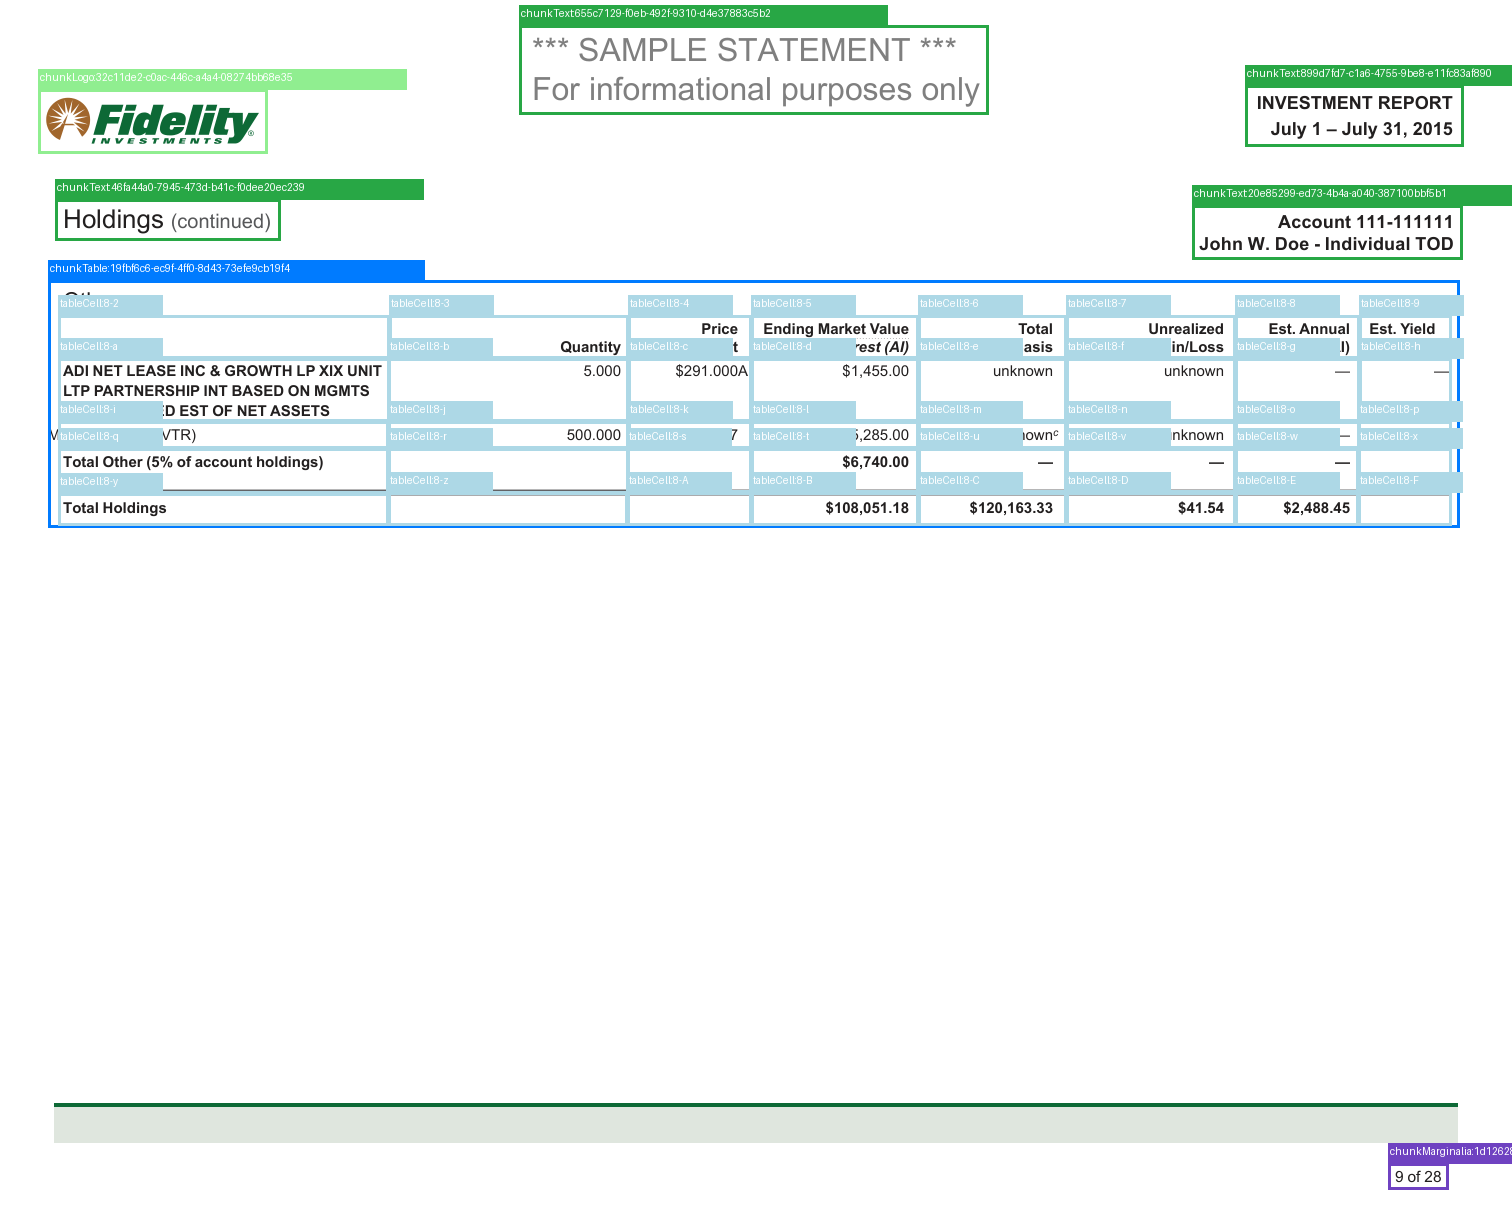 chunkText:655c7129-f0eb-492f-9310-d4e37883c5b2
*** SAMPLE STATEMENT ***
For informational purposes only
chunkLogo:32c11de2-c0ac-446c-a4a4-08274bb68e35
Fidelity
INVESTMENTS
chunkText:899d7fd7-c1a6-4755-9be8-e11fc83af890
INVESTMENT REPORT
July 1 – July 31, 2015
chunkText:46fa44a0-7945-473d-b41c-f0dee20ec239
Holdings (continued)
chunkText:20e85299-ed73-4b4a-a040-387100bbf5b1
Account 111-111111
John W. Doe - Individual TOD
chunkTable:19fbf6c6-ec9f-4ff0-8d43-73efe9cb19f4
tableCell:8-2 tableCell:8-3 tableCell:8-4 tableCell:8-5 tableCell:8-6 tableCell:8-7 tableCell:8-8 tableCell:8-9
Price Ending Market Value Total Unrealized Est. Annual Est. Yield
tableCell:8-a tableCell:8-b Quantity tableCell:8-c tableCell:8-d tableCell:8-e tableCell:8-f tableCell:8-g tableCell:8-h
ADI NET LEASE INC & GROWTH LP XIX UNIT 5.000 $291.000A $1,455.00 unknown unknown — —
LTP PARTNERSHIP INT BASED ON MGMTS
EST OF NET ASSETS
tableCell:8-i tableCell:8-j tableCell:8-k tableCell:8-l tableCell:8-m tableCell:8-n tableCell:8-o tableCell:8-p
VTR) 500.000 5,285.00 —
tableCell:8-q tableCell:8-r tableCell:8-s tableCell:8-t tableCell:8-u tableCell:8-v tableCell:8-w tableCell:8-x
Total Other (5% of account holdings) $6,740.00 — — —
tableCell:8-y tableCell:8-z tableCell:8-A tableCell:8-B tableCell:8-C tableCell:8-D tableCell:8-E tableCell:8-F
Total Holdings $108,051.18 $120,163.33 $41.54 $2,488.45
9 of 28